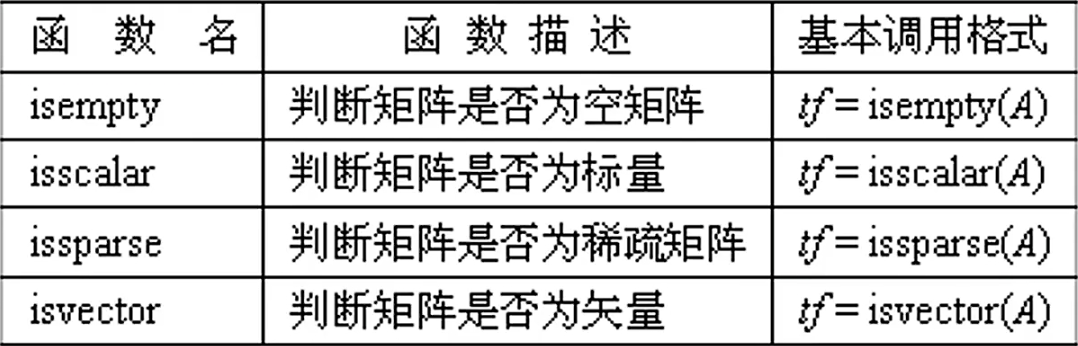 函 数 名 函 数 描 述 基本调用格式
isempty 判断矩阵是否为空矩阵 tf=isempty(A)
isscalar 判断矩阵是否为标量 tf=isscalar(A)
issparse 判断矩阵是否为稀疏矩阵 tf=issparse(A)
isvector 判断矩阵是否为矢量 tf=isvector(A)